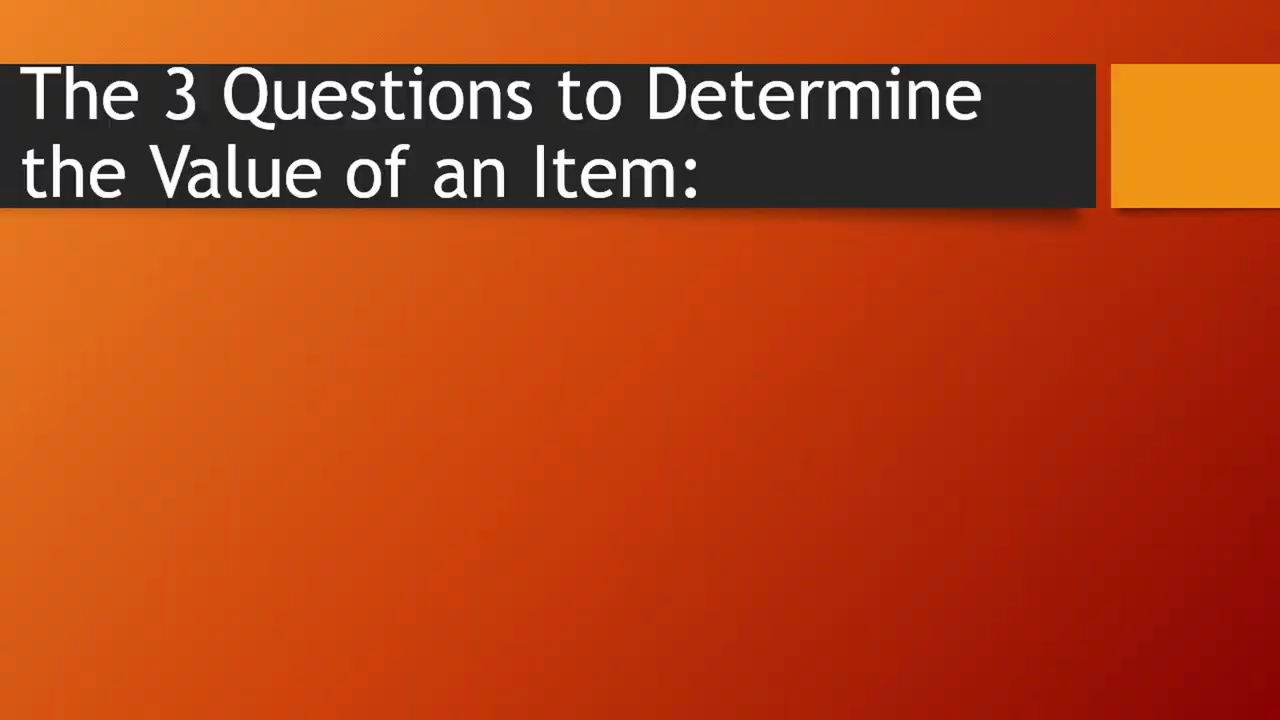 The 3 Questions to Determine
the Value of an Item: